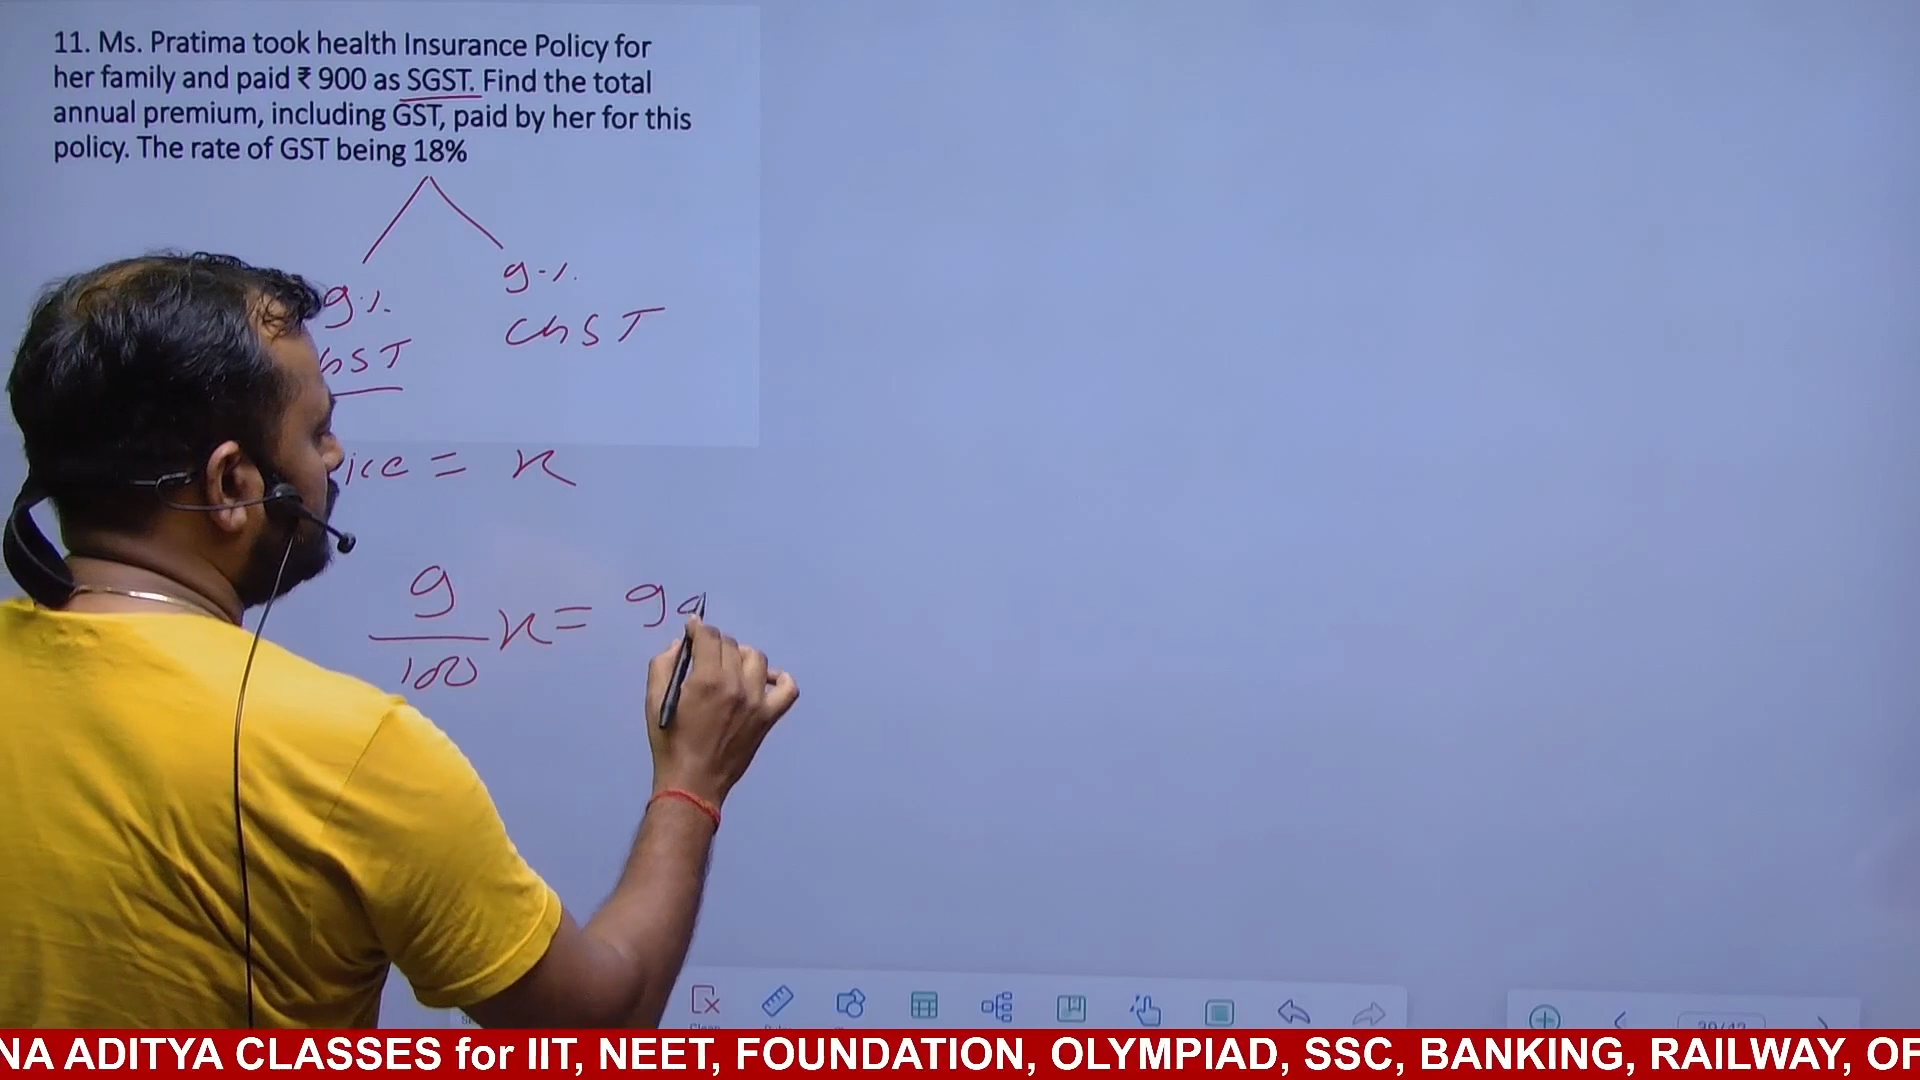 11. Ms. Pratima took health Insurance Policy for
her family and paid ₹ 900 as SGST. Find the total
annual premium, including GST, paid by her for this
policy. The rate of GST being 18%
9%
9%
GST
CGST
ice = x
9/100 x = 90
NA ADITYA CLASSES for IIT, NEET, FOUNDATION, OLYMPIAD, SSC, BANKING, RAILWAY, OF